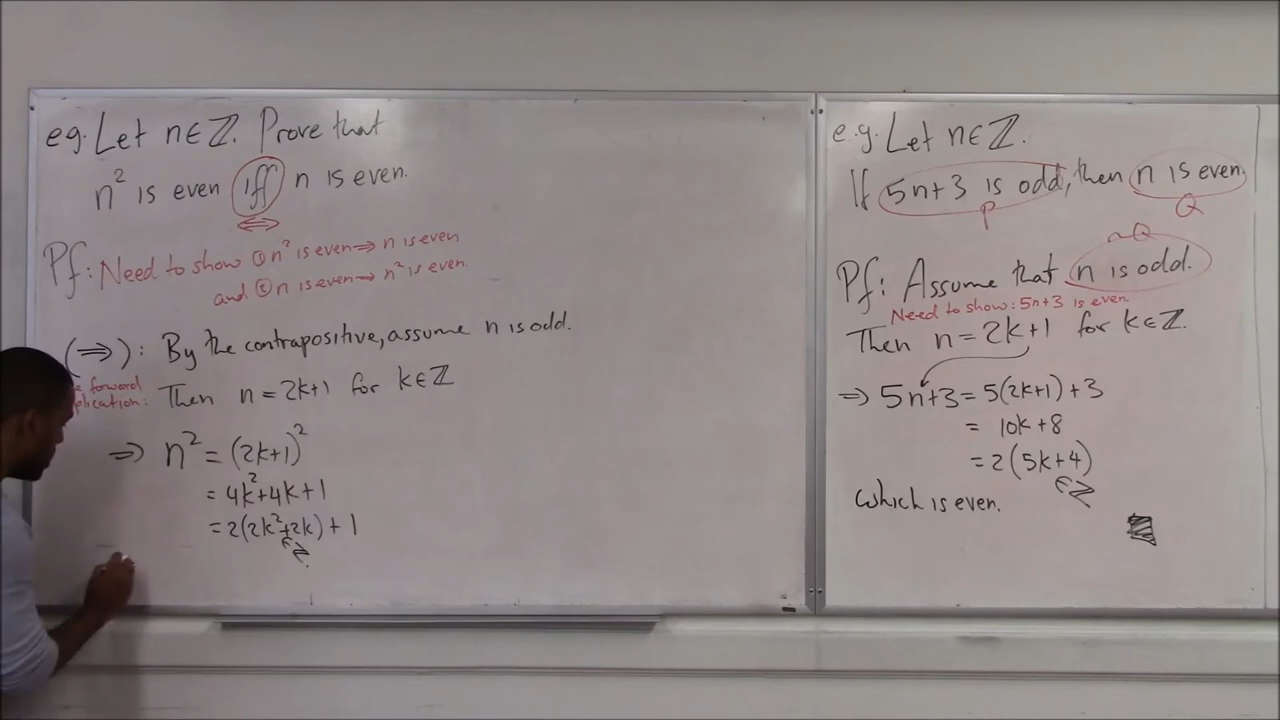 e.g. Let n∈ℤ. Prove that
n² is even iff n is even.
⇔
Pf: Need to show ① n² is even ⇒ n is even
and ② n is even ⇒ n² is even.
(⇒): By the contrapositive, assume n is odd.
forward
Then n = 2k+1 for k∈ℤ
⇒ n² = (2k+1)²
= 4k²+4k+1
= 2(2k²+2k)+1
∈ℤ.
e.g. Let n∈ℤ.
If 5n+3 is odd, then n is even.
P Q
~Q
Pf: Assume that n is odd.
Need to show: 5n+3 is even.
Then n = 2k+1 for k∈ℤ.
⇒ 5n+3 = 5(2k+1)+3
= 10k+8
= 2(5k+4)
∈ℤ
which is even.